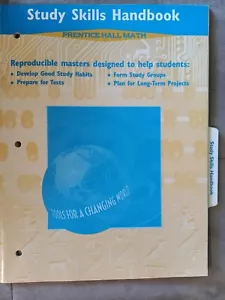 Study Skills Handbook
PRENTICE HALL MATH
Reproducible masters designed to help students:
• Develop Good Study Habits • Form Study Groups
• Prepare for Tests • Plan for Long-Term Projects
Study Skills Handbook
TOOLS FOR A CHANGING WORLD